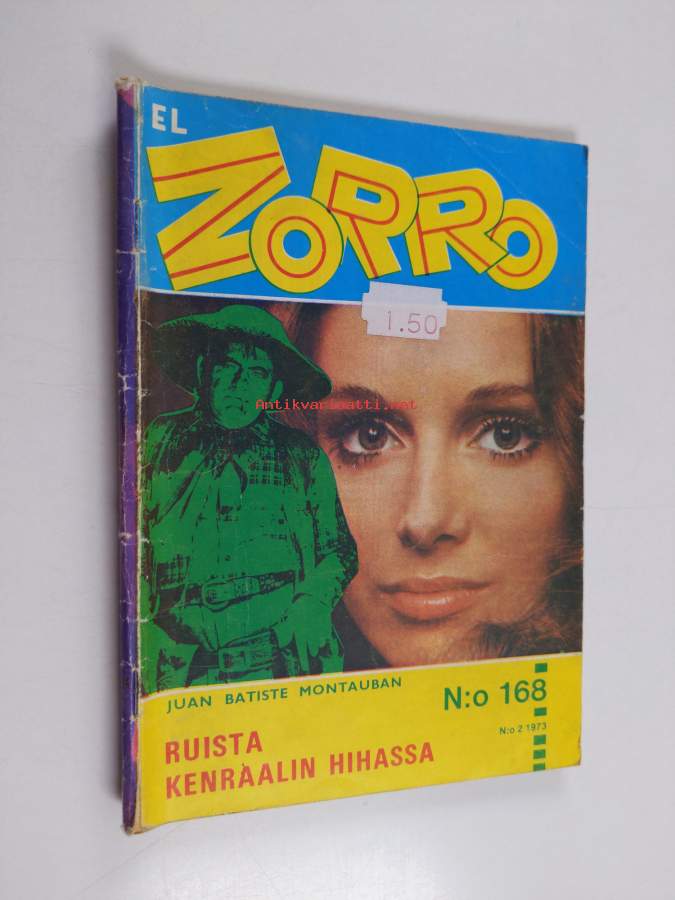 EL
ZORRO
1.50
Antikvariaatti.net
JUAN BATISTE MONTAUBAN
N:o 168
N:o 2 1973
RUISTA
KENRAALIN HIHASSA